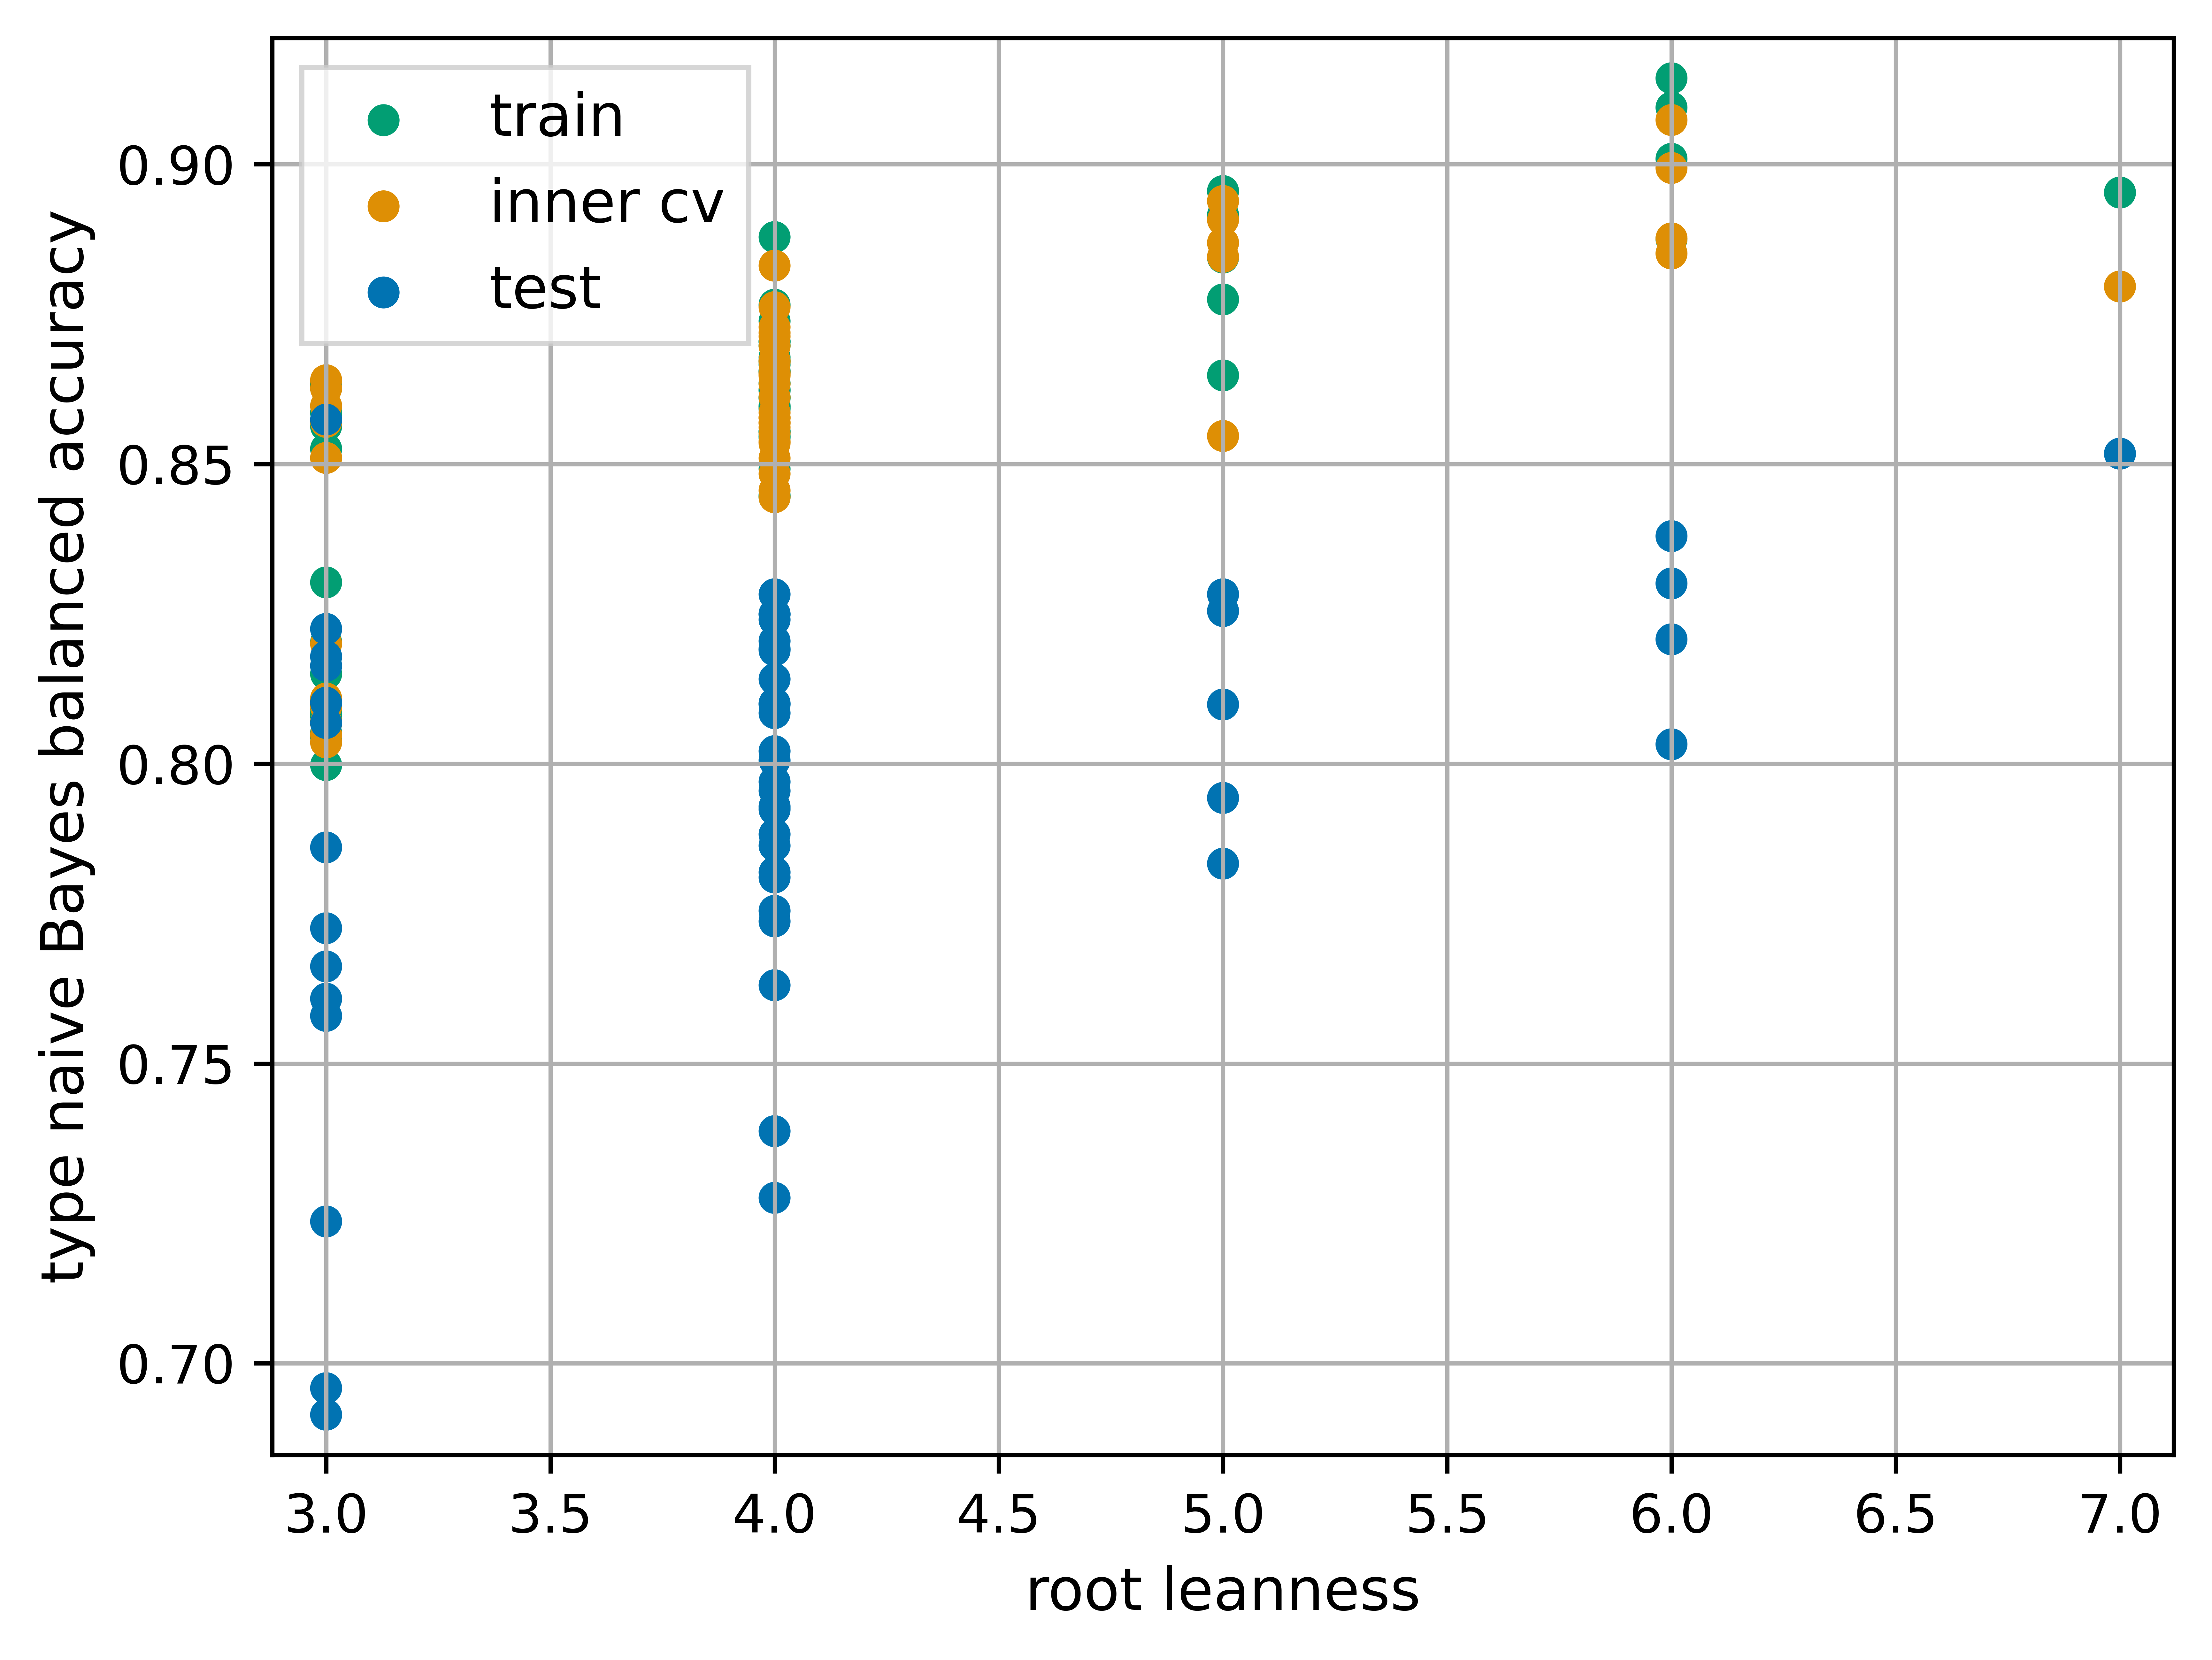 train
inner cv
test
type naive Bayes balanced accuracy
0.90
0.85
0.80
0.75
0.70
3.0 3.5 4.0 4.5 5.0 5.5 6.0 6.5 7.0
root leanness